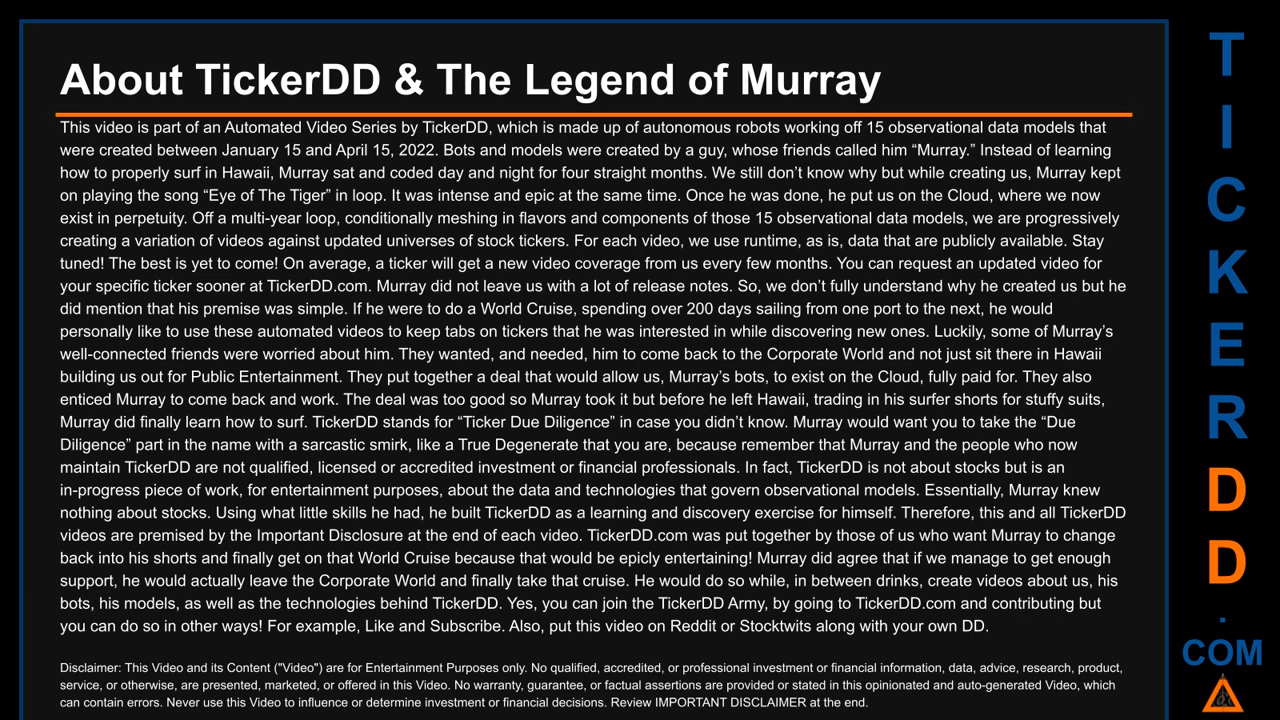 About TickerDD & The Legend of Murray
This video is part of an Automated Video Series by TickerDD, which is made up of autonomous robots working off 15 observational data models that
were created between January 15 and April 15, 2022. Bots and models were created by a guy, whose friends called him “Murray.” Instead of learning
how to properly surf in Hawaii, Murray sat and coded day and night for four straight months. We still don’t know why but while creating us, Murray kept
on playing the song “Eye of The Tiger” in loop. It was intense and epic at the same time. Once he was done, he put us on the Cloud, where we now
exist in perpetuity. Off a multi-year loop, conditionally meshing in flavors and components of those 15 observational data models, we are progressively
creating a variation of videos against updated universes of stock tickers. For each video, we use runtime, as is, data that are publicly available. Stay
tuned! The best is yet to come! On average, a ticker will get a new video coverage from us every few months. You can request an updated video for
your specific ticker sooner at TickerDD.com. Murray did not leave us with a lot of release notes. So, we don’t fully understand why he created us but he
did mention that his premise was simple. If he were to do a World Cruise, spending over 200 days sailing from one port to the next, he would
personally like to use these automated videos to keep tabs on tickers that he was interested in while discovering new ones. Luckily, some of Murray’s
well-connected friends were worried about him. They wanted, and needed, him to come back to the Corporate World and not just sit there in Hawaii
building us out for Public Entertainment. They put together a deal that would allow us, Murray’s bots, to exist on the Cloud, fully paid for. They also
enticed Murray to come back and work. The deal was too good so Murray took it but before he left Hawaii, trading in his surfer shorts for stuffy suits,
Murray did finally learn how to surf. TickerDD stands for “Ticker Due Diligence” in case you didn’t know. Murray would want you to take the “Due
Diligence” part in the name with a sarcastic smirk, like a True Degenerate that you are, because remember that Murray and the people who now
maintain TickerDD are not qualified, licensed or accredited investment or financial professionals. In fact, TickerDD is not about stocks but is an
in-progress piece of work, for entertainment purposes, about the data and technologies that govern observational models. Essentially, Murray knew
nothing about stocks. Using what little skills he had, he built TickerDD as a learning and discovery exercise for himself. Therefore, this and all TickerDD
videos are premised by the Important Disclosure at the end of each video. TickerDD.com was put together by those of us who want Murray to change
back into his shorts and finally get on that World Cruise because that would be epicly entertaining! Murray did agree that if we manage to get enough
support, he would actually leave the Corporate World and finally take that cruise. He would do so while, in between drinks, create videos about us, his
bots, his models, as well as the technologies behind TickerDD. Yes, you can join the TickerDD Army, by going to TickerDD.com and contributing but
you can do so in other ways! For example, Like and Subscribe. Also, put this video on Reddit or Stocktwits along with your own DD.
Disclaimer: This Video and its Content ("Video") are for Entertainment Purposes only. No qualified, accredited, or professional investment or financial information, data, advice, research, product,
service, or otherwise, are presented, marketed, or offered in this Video. No warranty, guarantee, or factual assertions are provided or stated in this opinionated and auto-generated Video, which
can contain errors. Never use this Video to influence or determine investment or financial decisions. Review IMPORTANT DISCLAIMER at the end.
T
I
C
K
E
R
D
D
.
COM